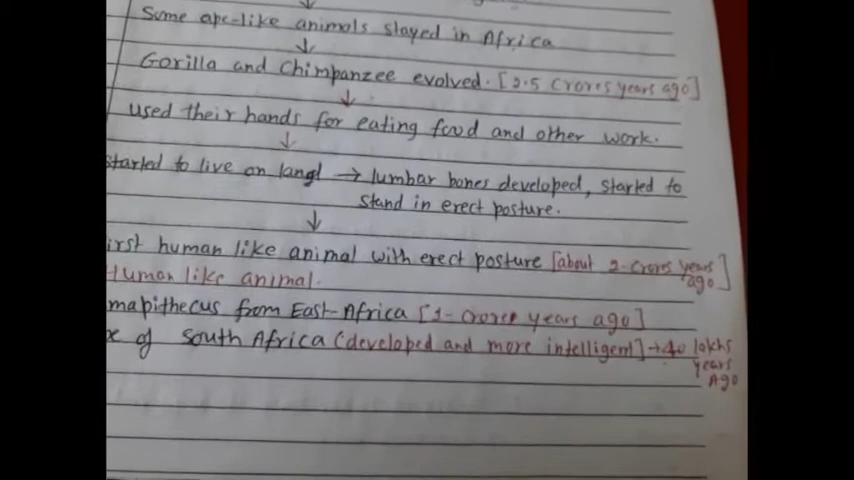 Some ape-like animals stayed in Africa
↓
Gorilla and Chimpanzee evolved. [2.5 crores years ago]
↓
used their hands for eating food and other work.
↓
started to live on land → lumbar bones developed, started to
stand in erect posture.
↓
irst human like animal with erect posture [about 2-crores years
ago]
Human like animal.
mapithecus from East-Africa [1-crores years ago]
x of South Africa (developed and more intelligent] → 40 lakhs
years
Ago